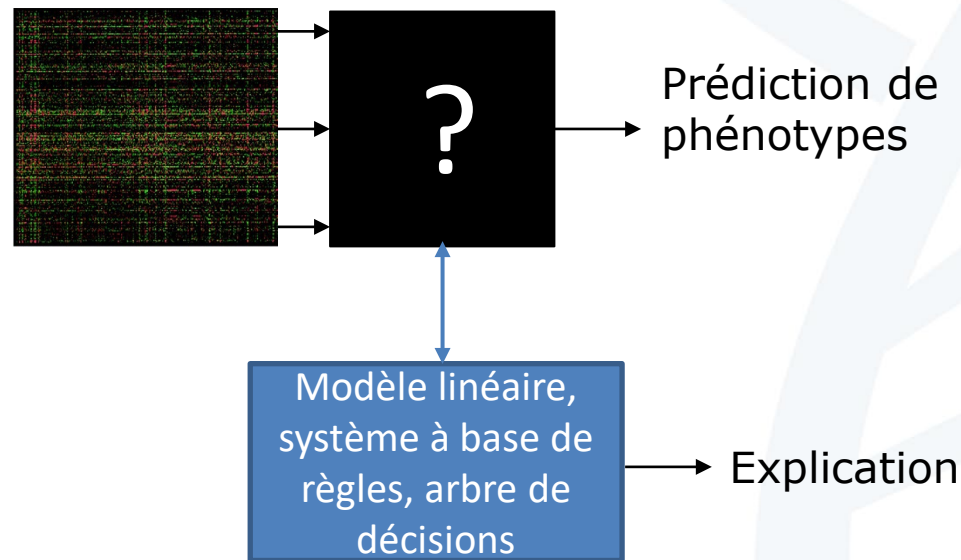 ?
Prédiction de
phénotypes
Modèle linéaire,
système à base de
règles, arbre de
décisions
Explication